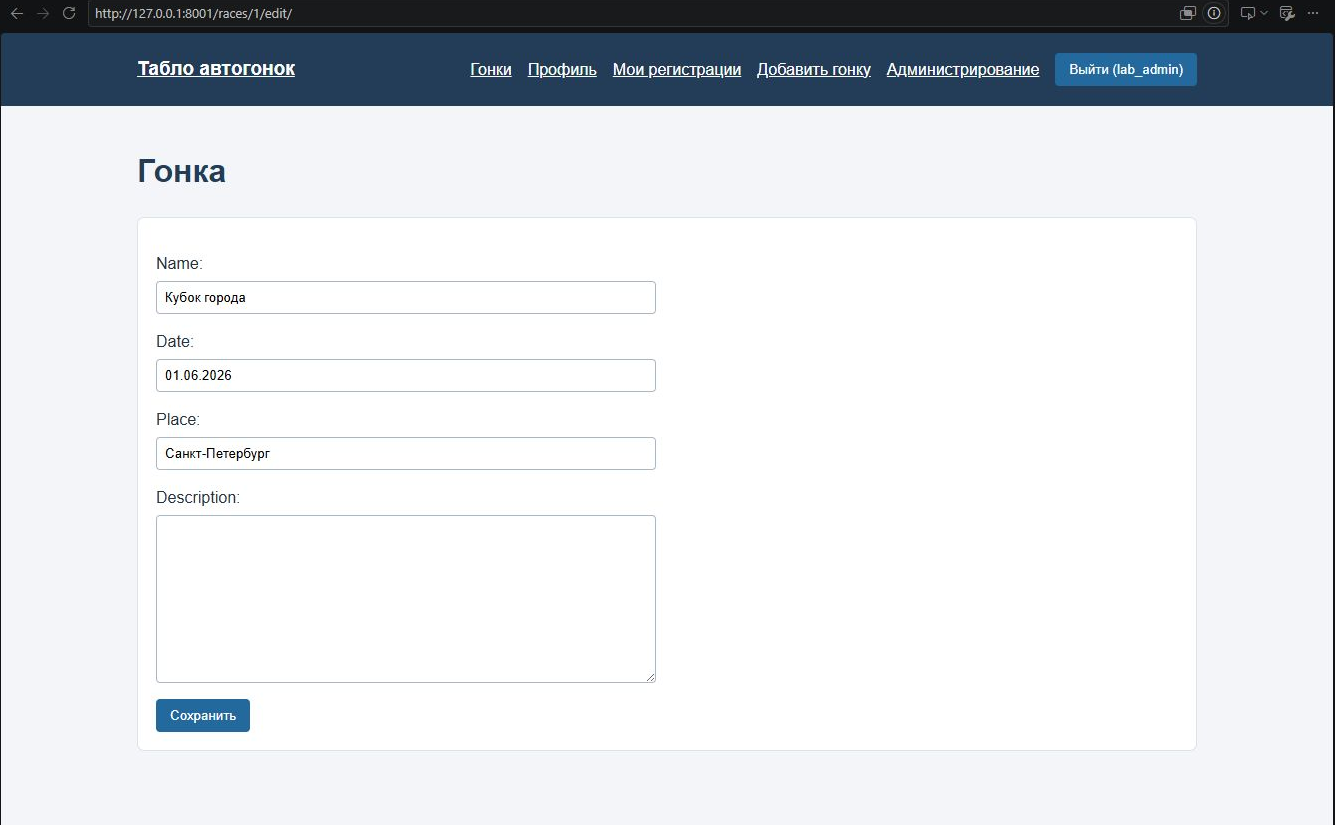 http://127.0.0.1:8001/races/1/edit/
Табло автогонок Гонки Профиль Мои регистрации Добавить гонку Администрирование Выйти (lab_admin)
Гонка
Name:
Кубок города
Date:
01.06.2026
Place:
Санкт-Петербург
Description:
Сохранить